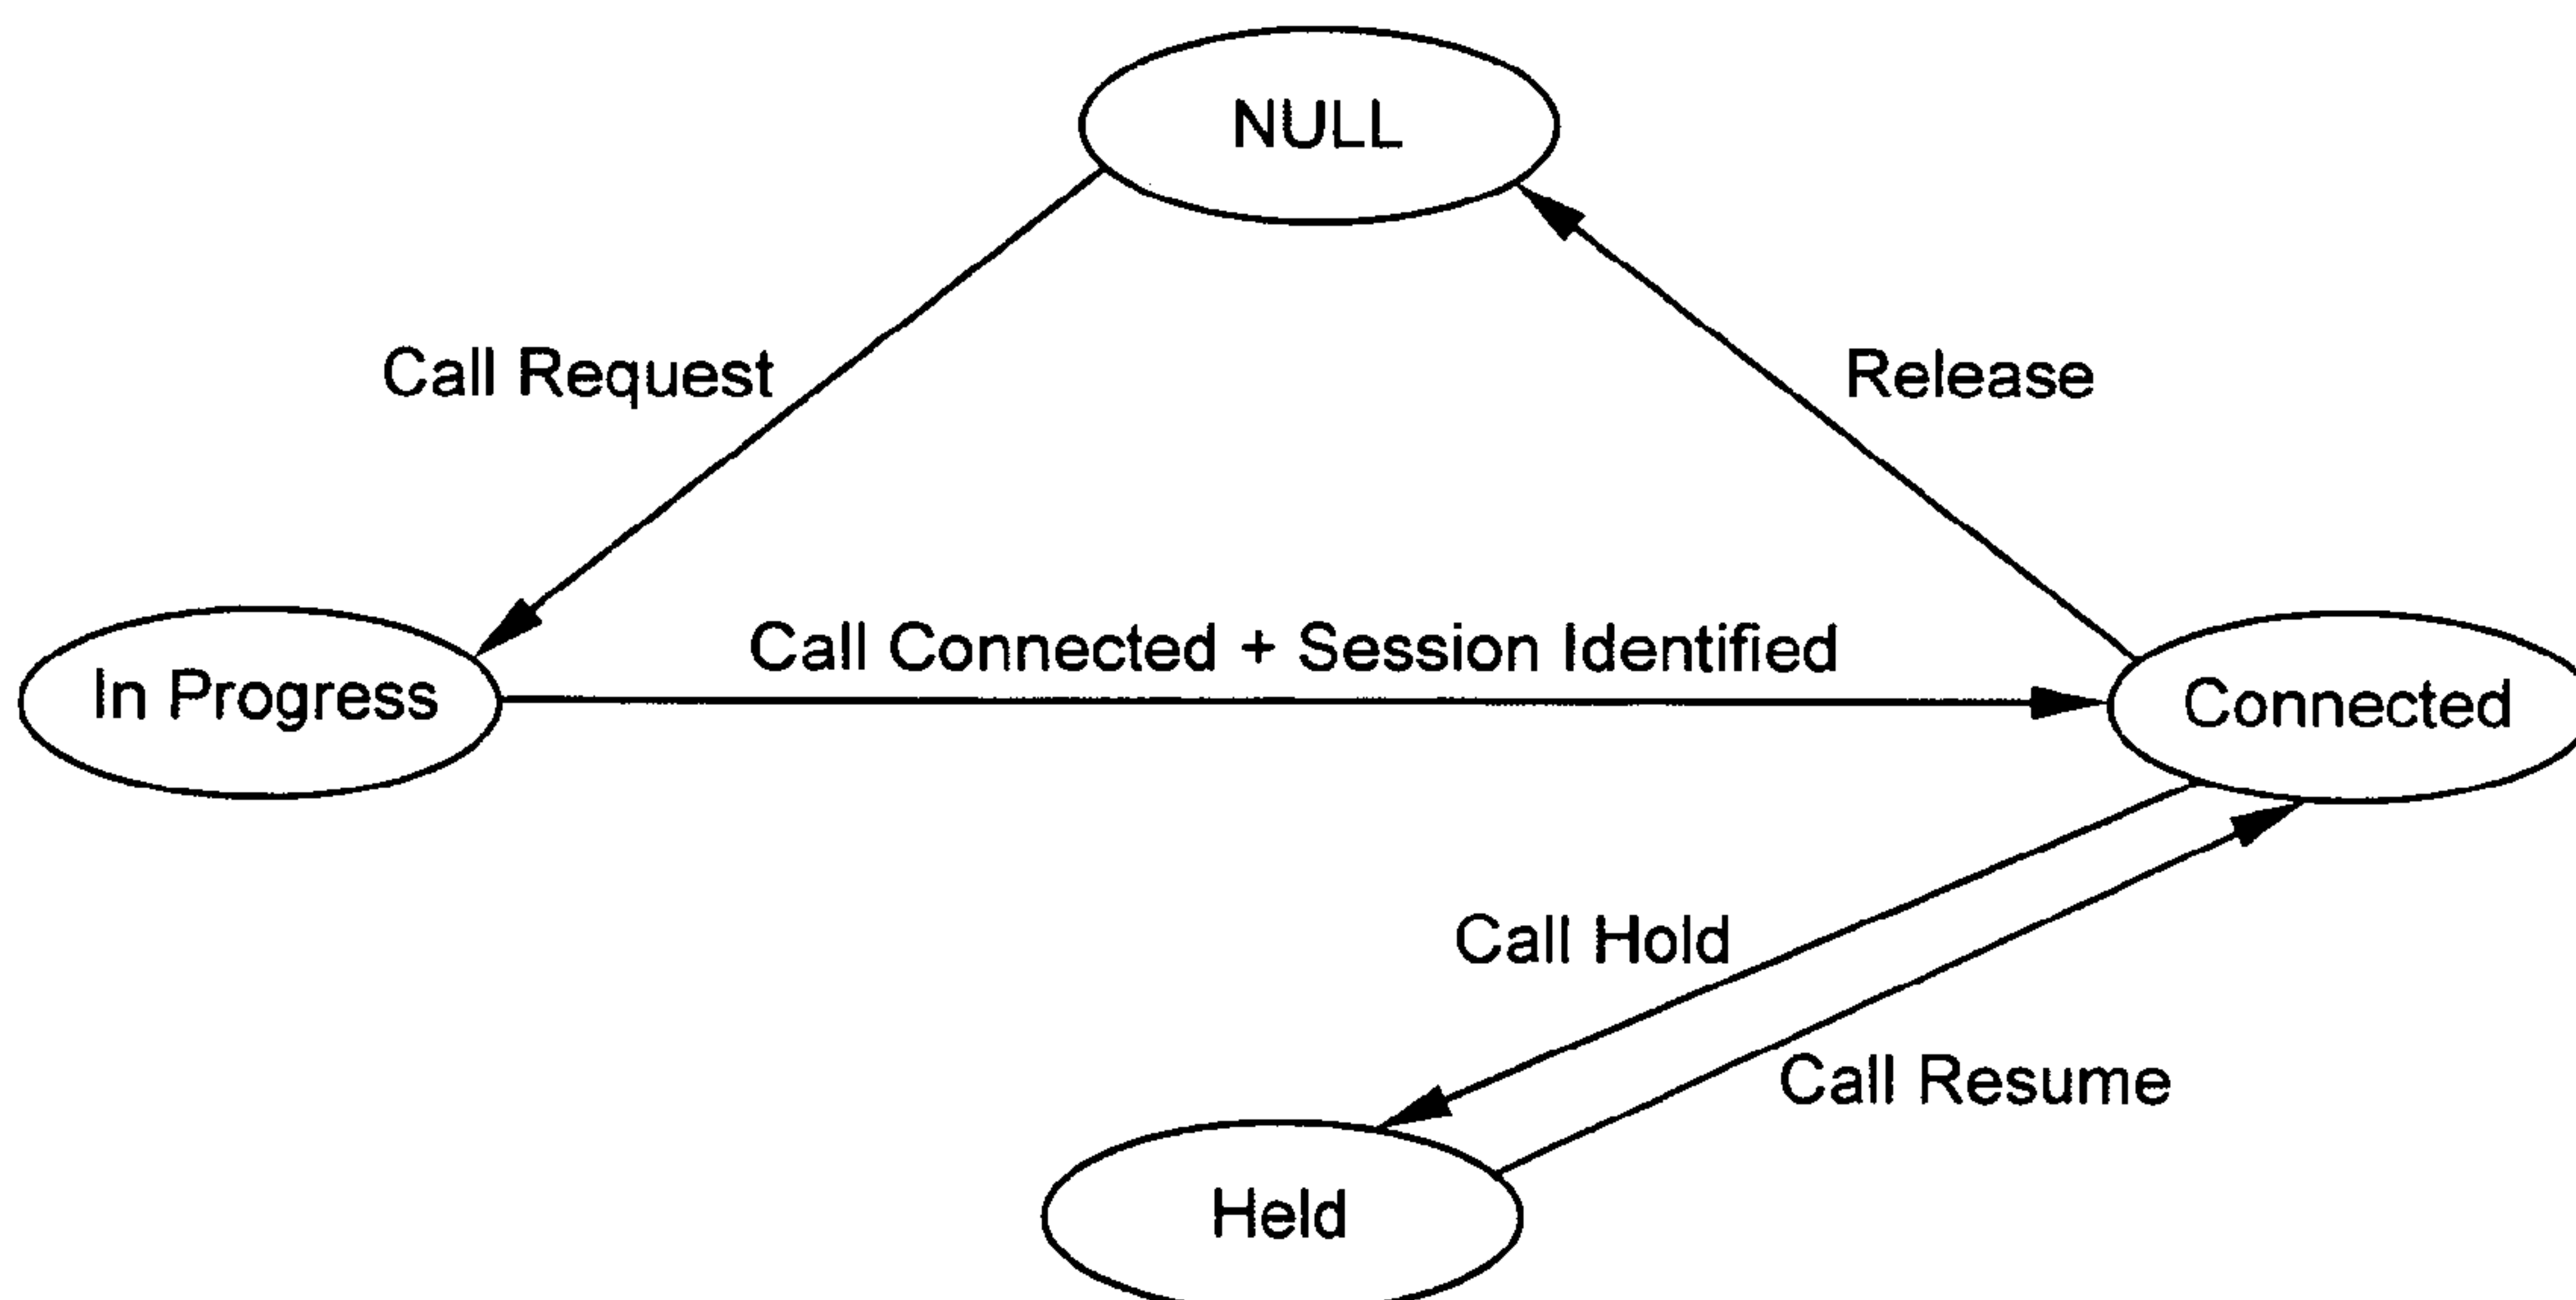 NULL
Call Request
Release
Call Connected + Session Identified
In Progress
Connected
Call Hold
Call Resume
Held